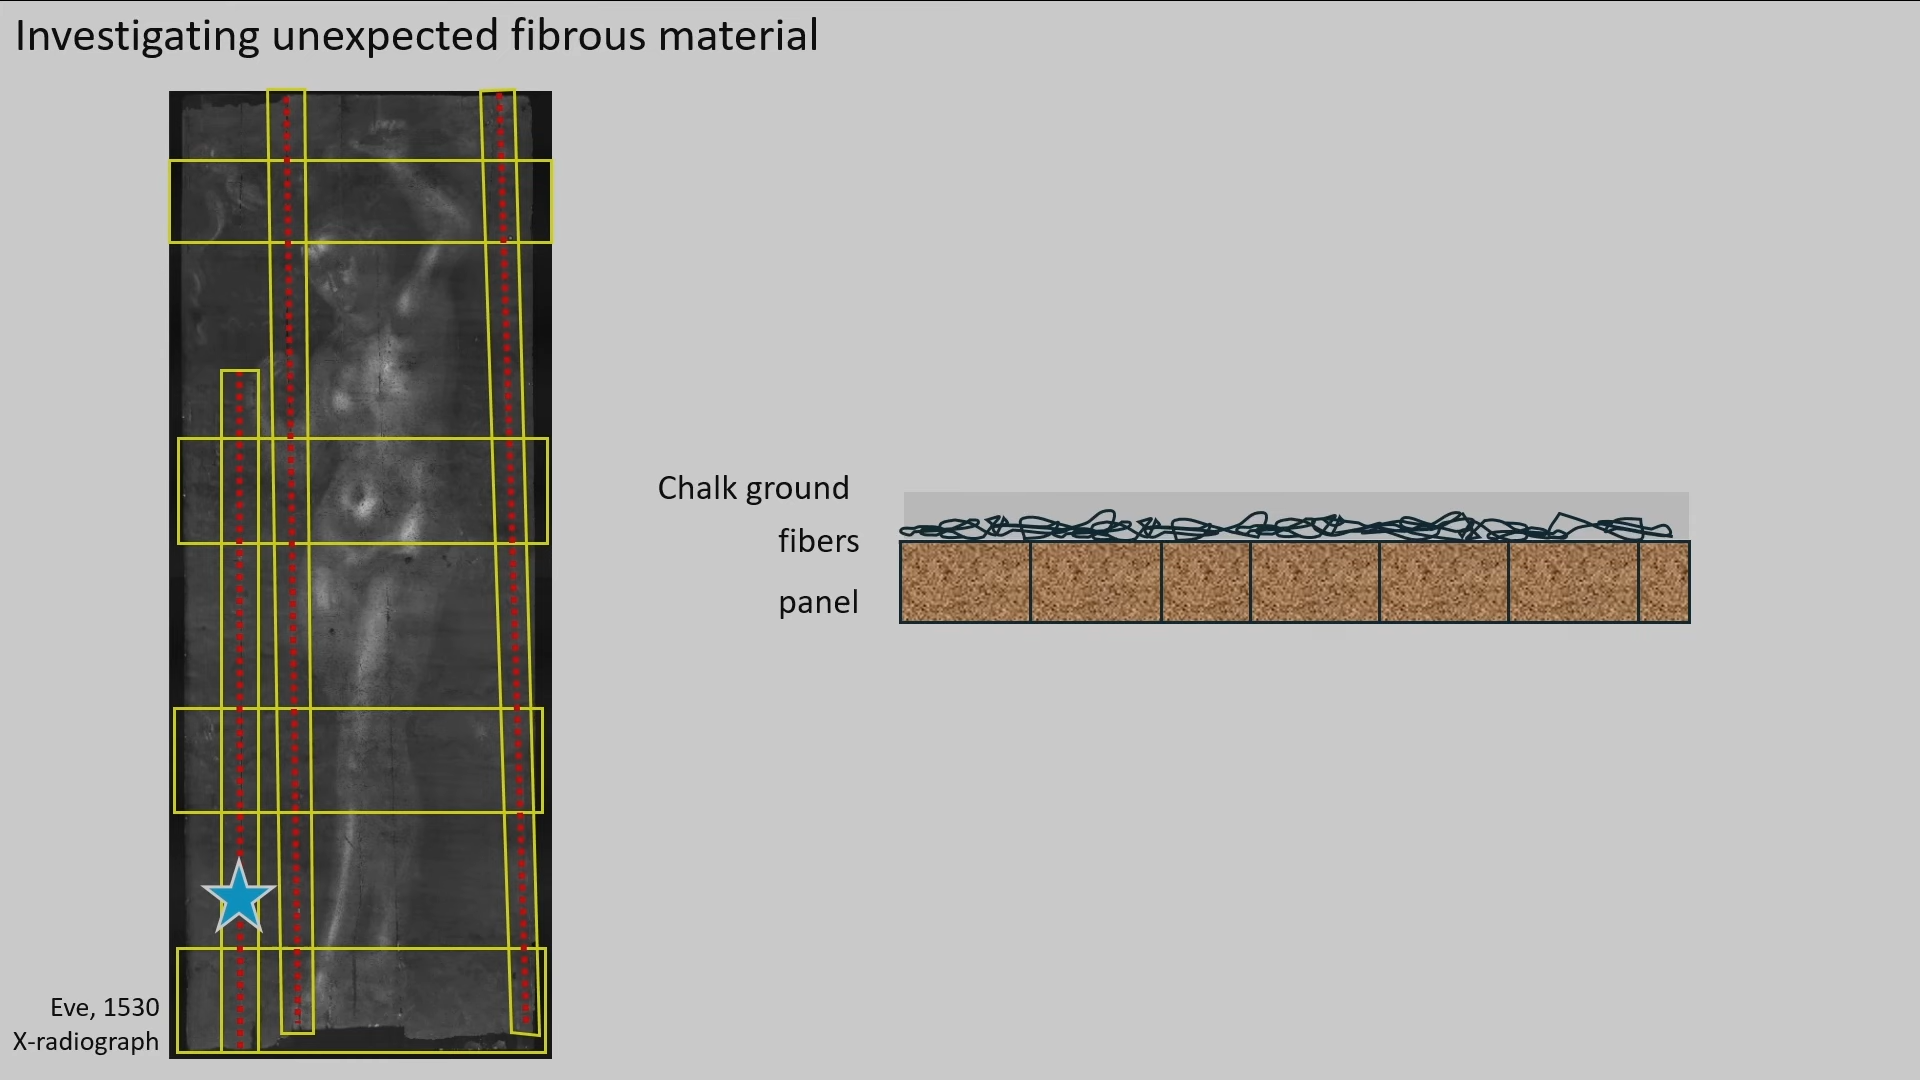 Investigating unexpected fibrous material
Chalk ground
fibers
panel
Eve, 1530
X-radiograph